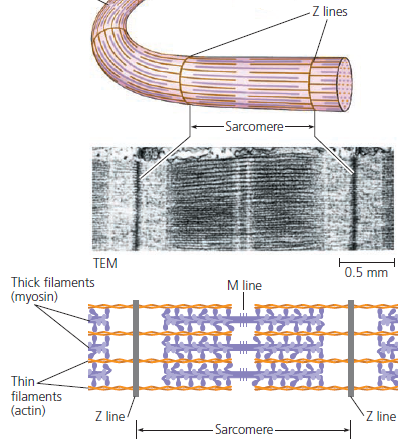 Z lines
Sarcomere
TEM
0.5 mm
Thick filaments
(myosin)
M line
Thin
filaments
(actin)
Z line
Sarcomere
Z line